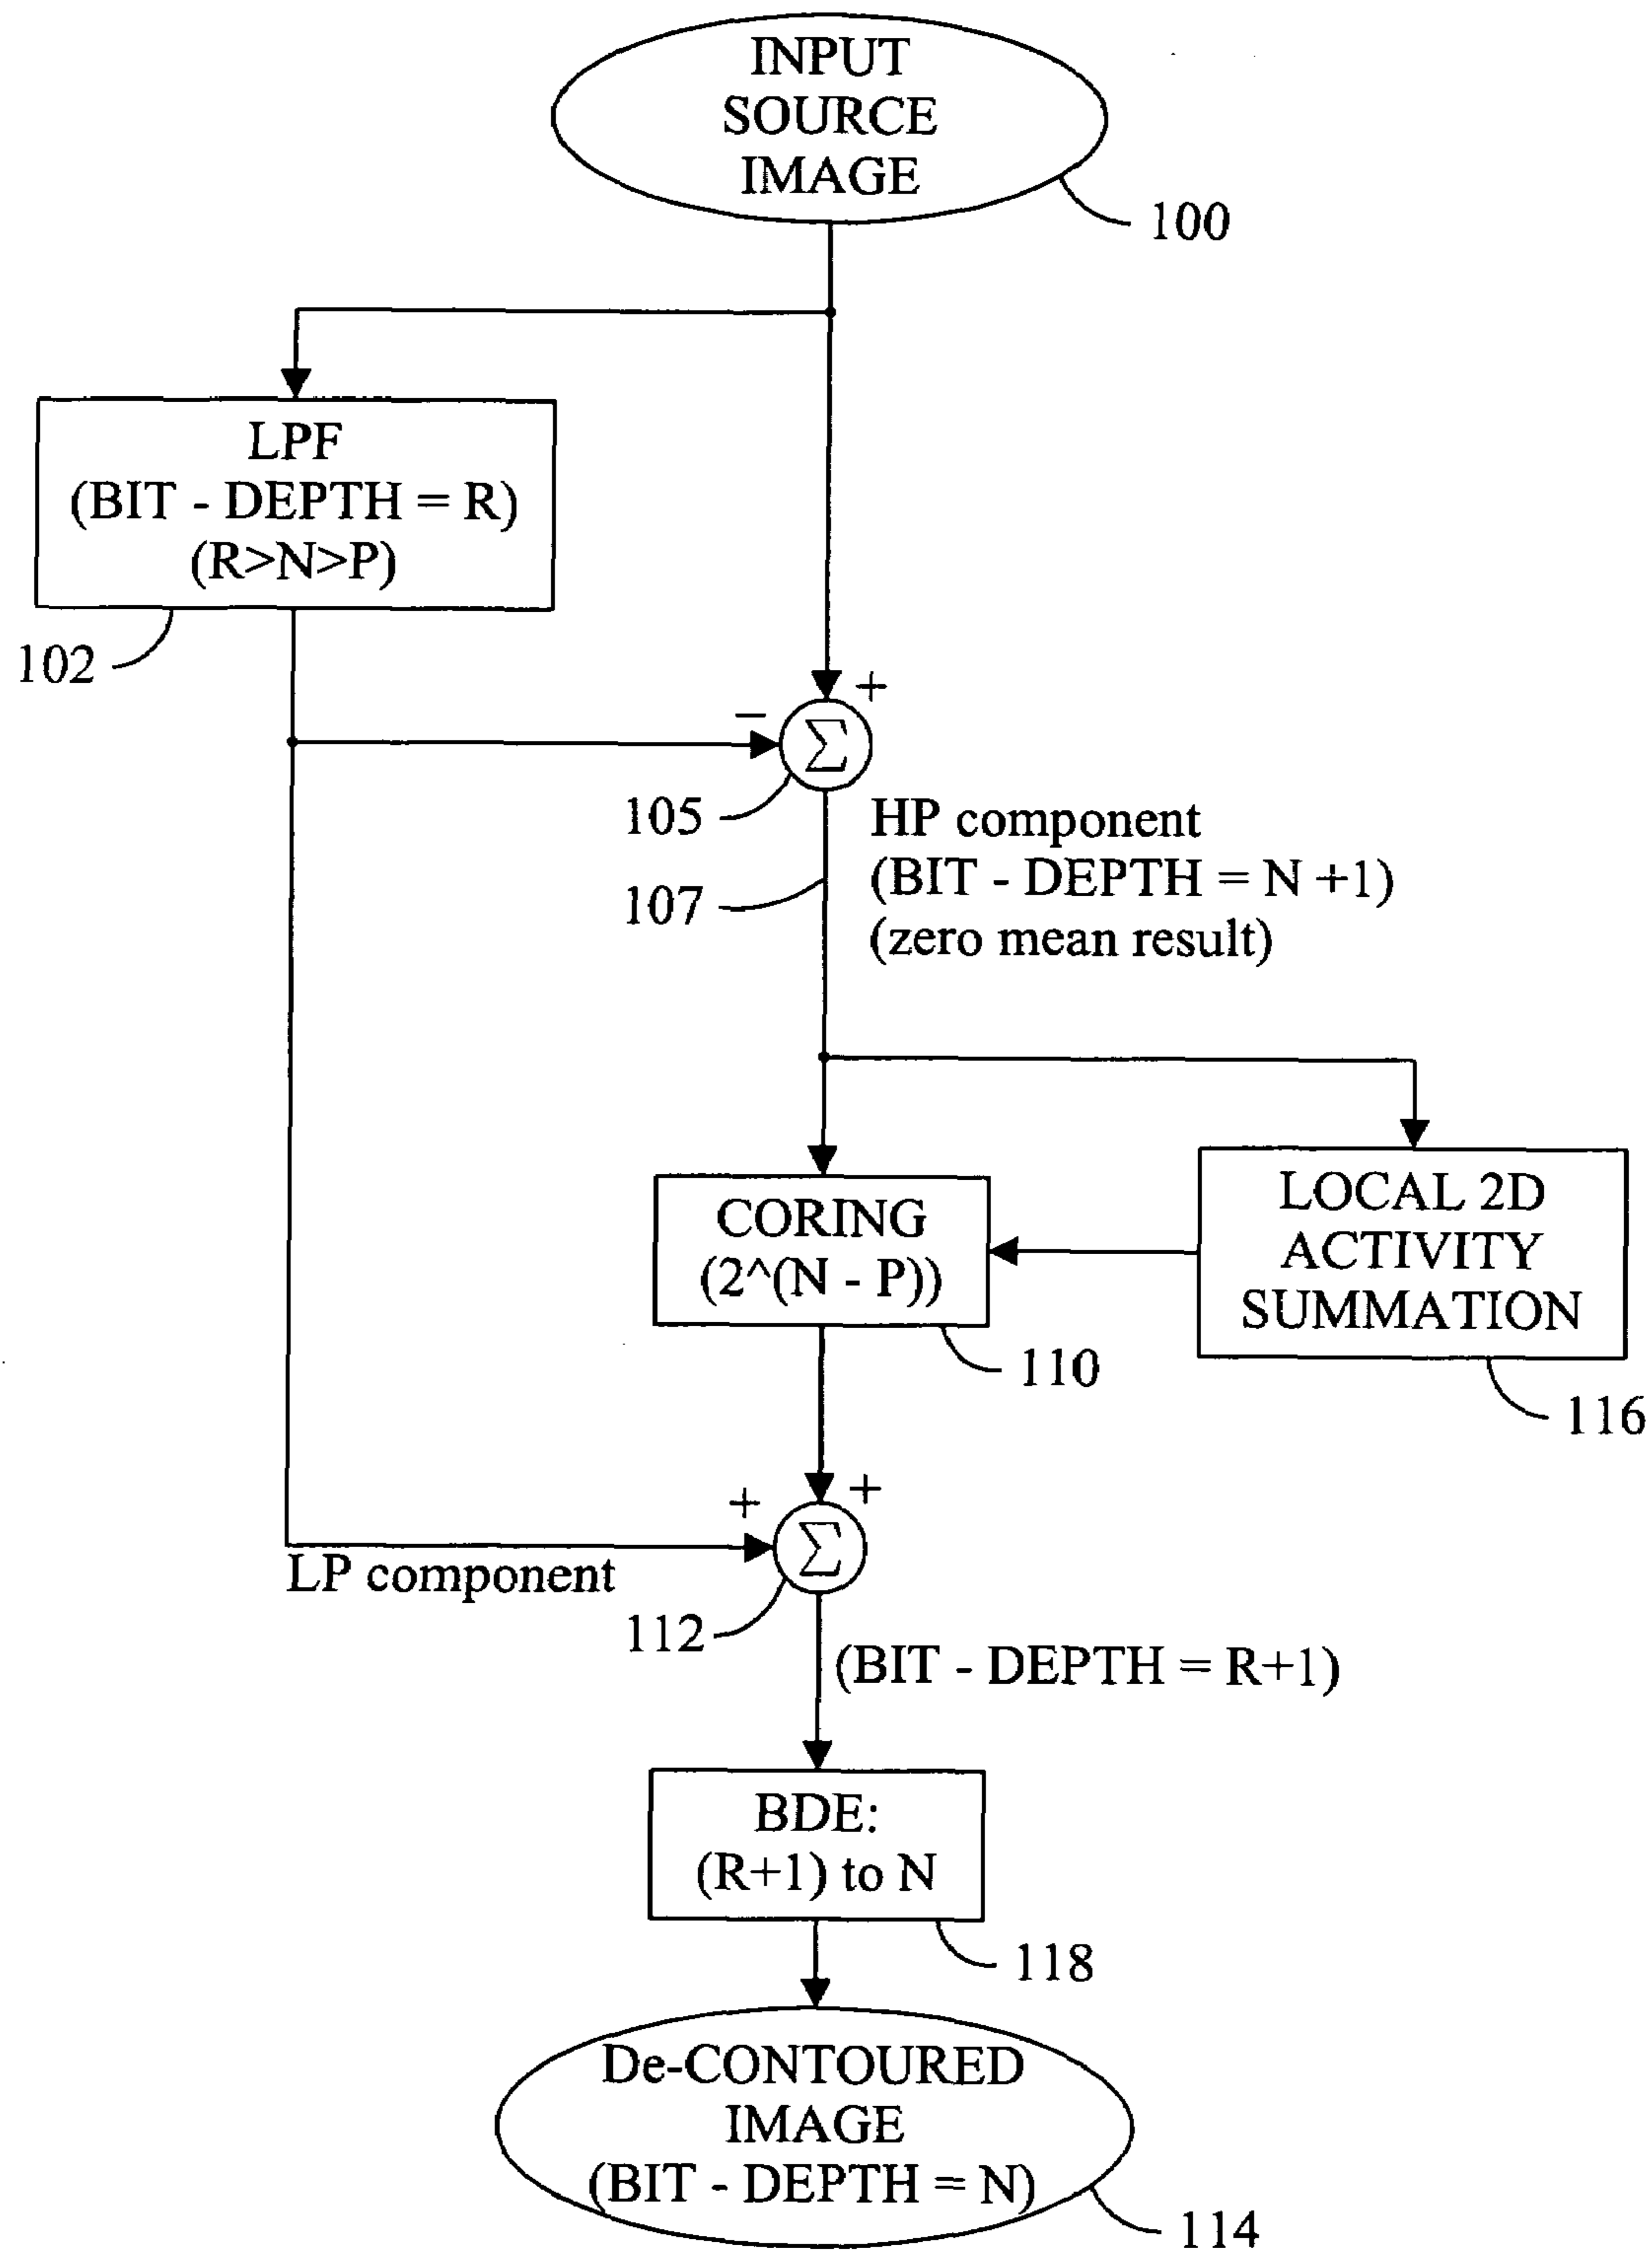 INPUT
SOURCE
IMAGE
100
LPF
(BIT - DEPTH = R)
(R>N>P)
102
+
−
Σ
105
HP component
(BIT - DEPTH = N +1)
(zero mean result)
107
CORING
(2^(N - P))
110
LOCAL 2D
ACTIVITY
SUMMATION
116
+
+
Σ
LP component
112
(BIT - DEPTH = R+1)
BDE:
(R+1) to N
118
De-CONTOURED
IMAGE
(BIT - DEPTH = N)
114